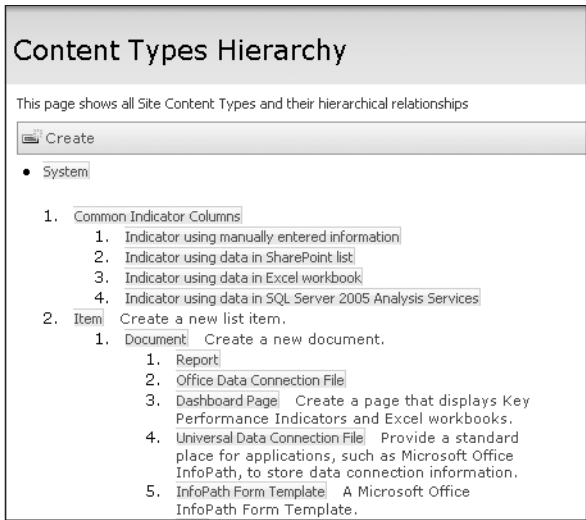 Content Types Hierarchy
This page shows all Site Content Types and their hierarchical relationships
Create
• System
1. Common Indicator Columns
1. Indicator using manually entered information
2. Indicator using data in SharePoint list
3. Indicator using data in Excel workbook
4. Indicator using data in SQL Server 2005 Analysis Services
2. Item Create a new list item.
1. Document Create a new document.
1. Report
2. Office Data Connection File
3. Dashboard Page Create a page that displays Key
Performance Indicators and Excel workbooks.
4. Universal Data Connection File Provide a standard
place for applications, such as Microsoft Office
InfoPath, to store data connection information.
5. InfoPath Form Template A Microsoft Office
InfoPath Form Template.